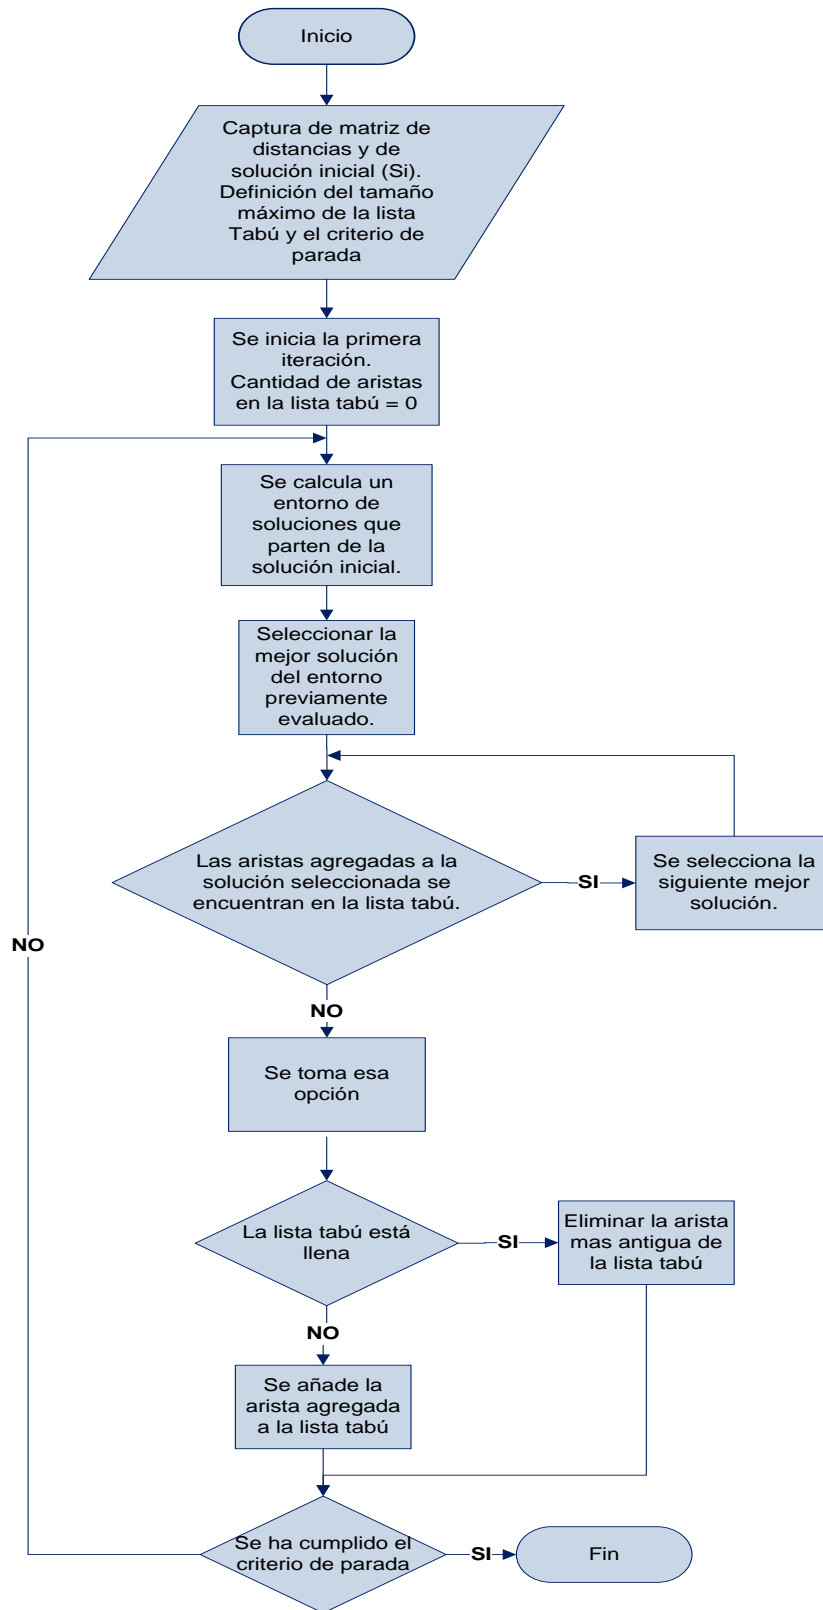 Inicio
Captura de matriz de
distancias y de
solución inicial (Si).
Definición del tamaño
máximo de la lista
Tabú y el criterio de
parada
Se inicia la primera
iteración.
Cantidad de aristas
en la lista tabú = 0
Se calcula un
entorno de
soluciones que
parten de la
solución inicial.
Seleccionar la
mejor solución
del entorno
previamente
evaluado.
Las aristas agregadas a la
solución seleccionada se
encuentran en la lista tabú.
SI
Se selecciona la
siguiente mejor
solución.
NO
NO
Se toma esa
opción
La lista tabú está
llena
SI
Eliminar la arista
mas antigua de
la lista tabú
NO
Se añade la
arista agregada
a la lista tabú
Se ha cumplido el
criterio de parada
SI
Fin